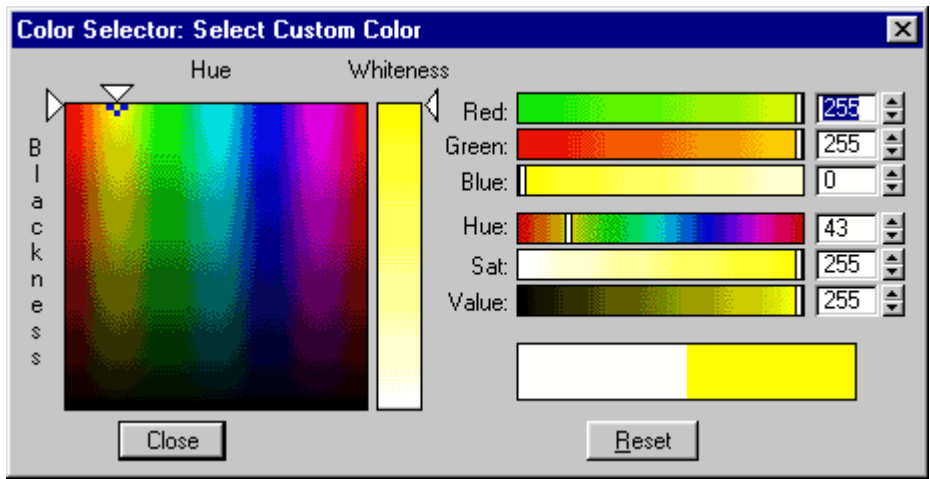 Color Selector: Select Custom Color
Hue
Whiteness
Blackness
Red: 255
Green: 255
Blue: 0
Hue: 43
Sat: 255
Value: 255
Close
Reset